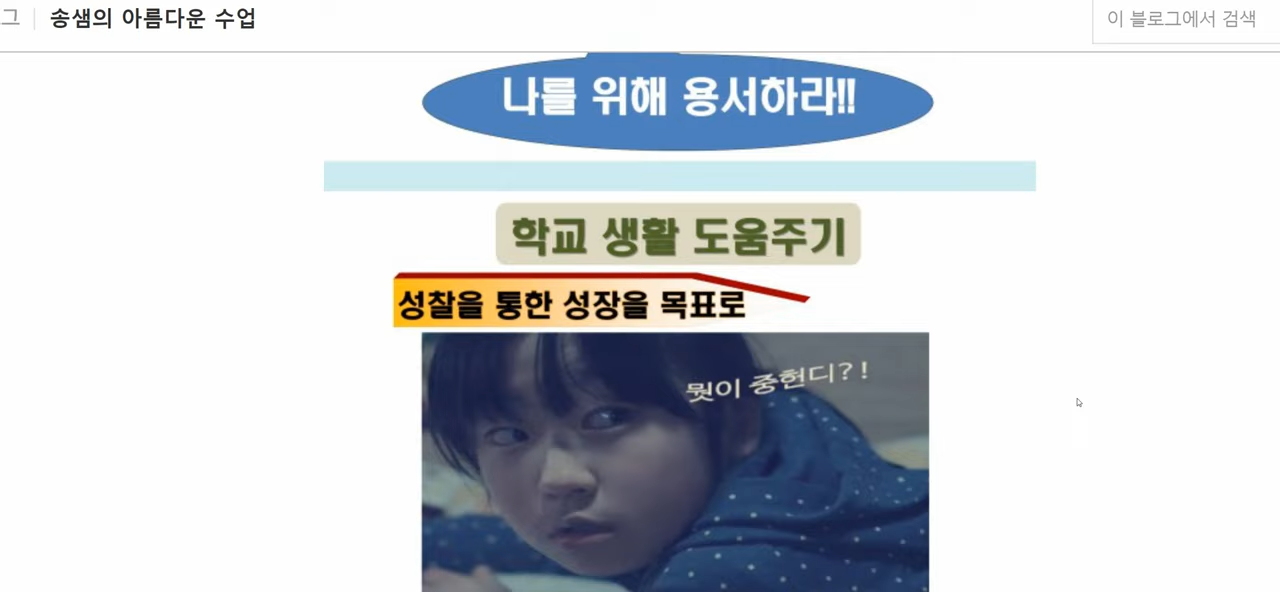 그 송샘의 아름다운 수업 이 블로그에서 검색
나를 위해 용서하라!!
학교 생활 도움주기
성찰을 통한 성장을 목표로
뭣이 중헌디?!